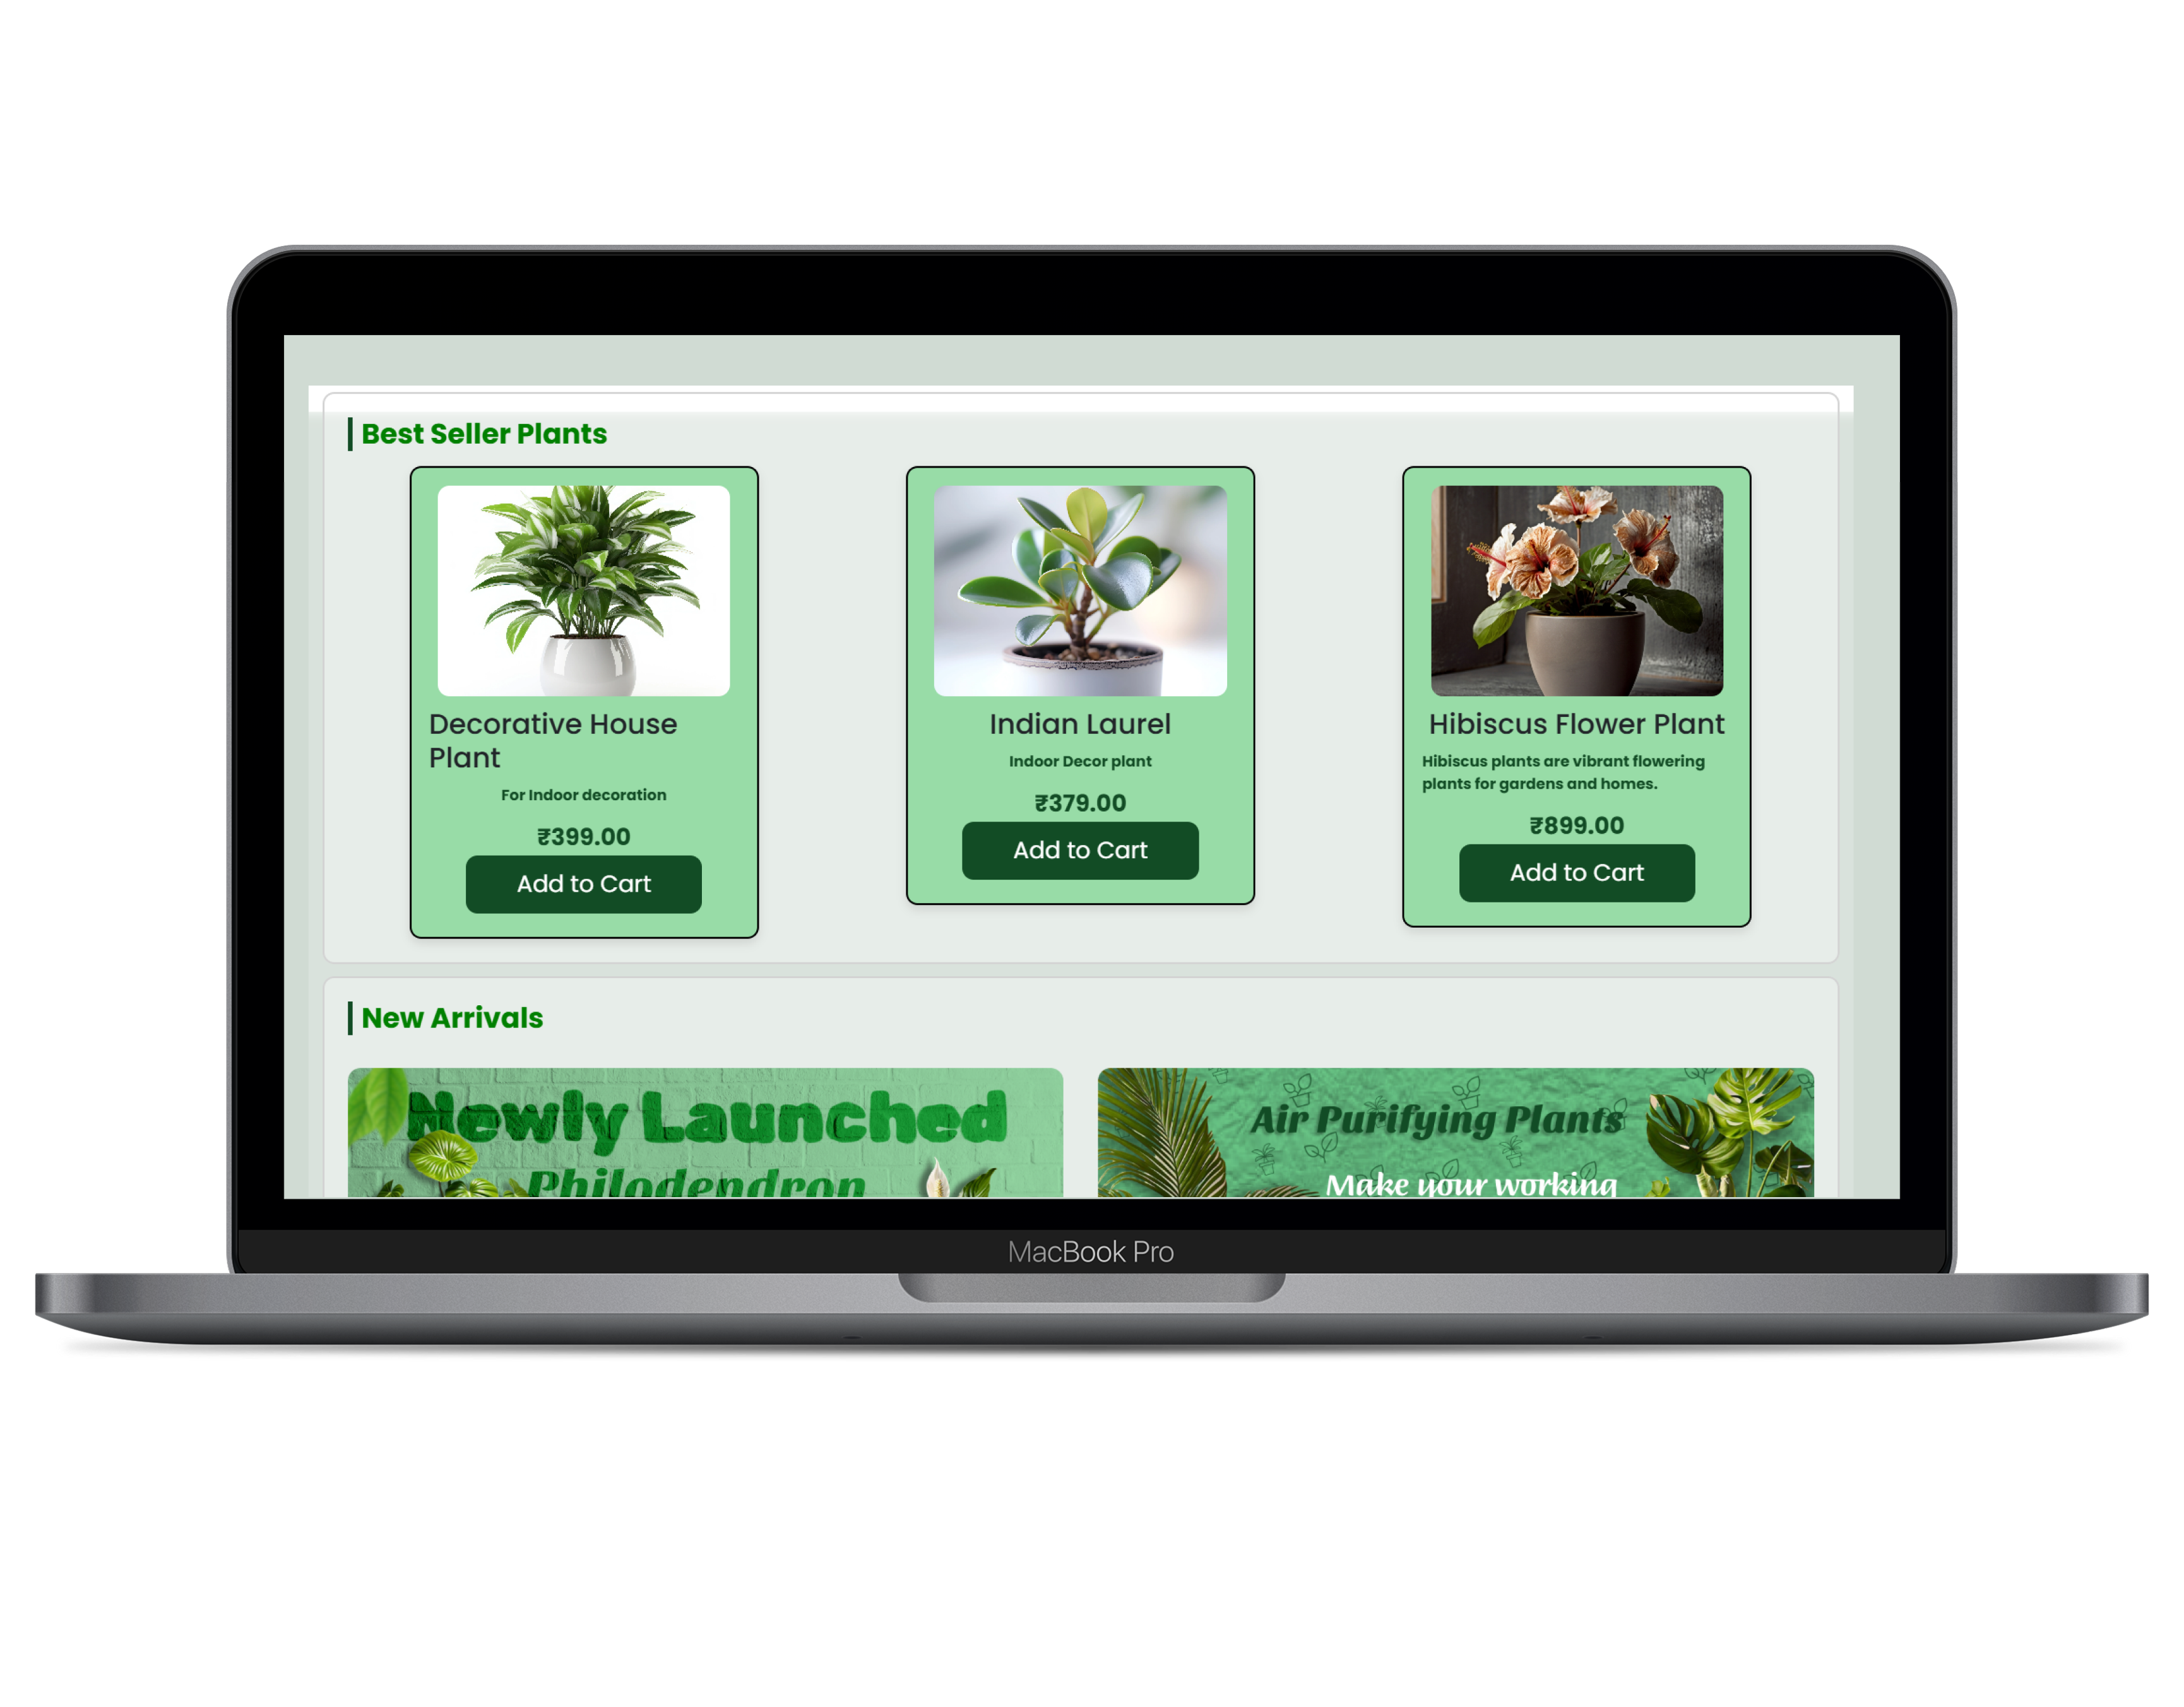 Best Seller Plants
Decorative House
Plant
For Indoor decoration
₹399.00
Add to Cart
Indian Laurel
Indoor Decor plant
₹379.00
Add to Cart
Hibiscus Flower Plant
Hibiscus plants are vibrant flowering
plants for gardens and homes.
₹899.00
Add to Cart
New Arrivals
Newly Launched
Philodendron
Air Purifying Plants
Make your working
MacBook Pro